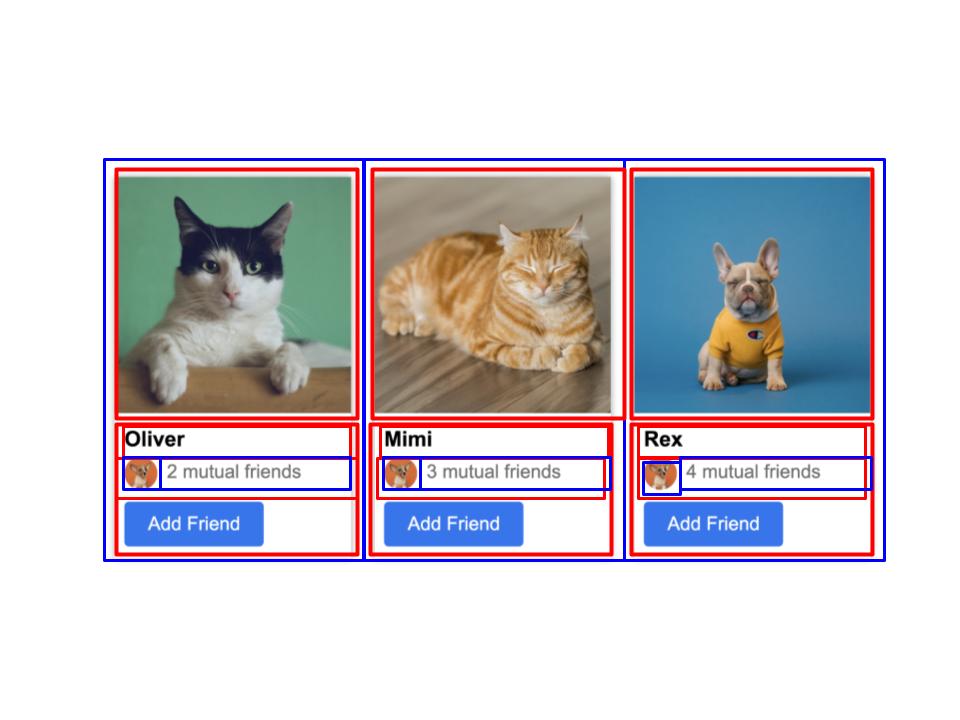 Oliver
2 mutual friends
Add Friend
Mimi
3 mutual friends
Add Friend
Rex
4 mutual friends
Add Friend